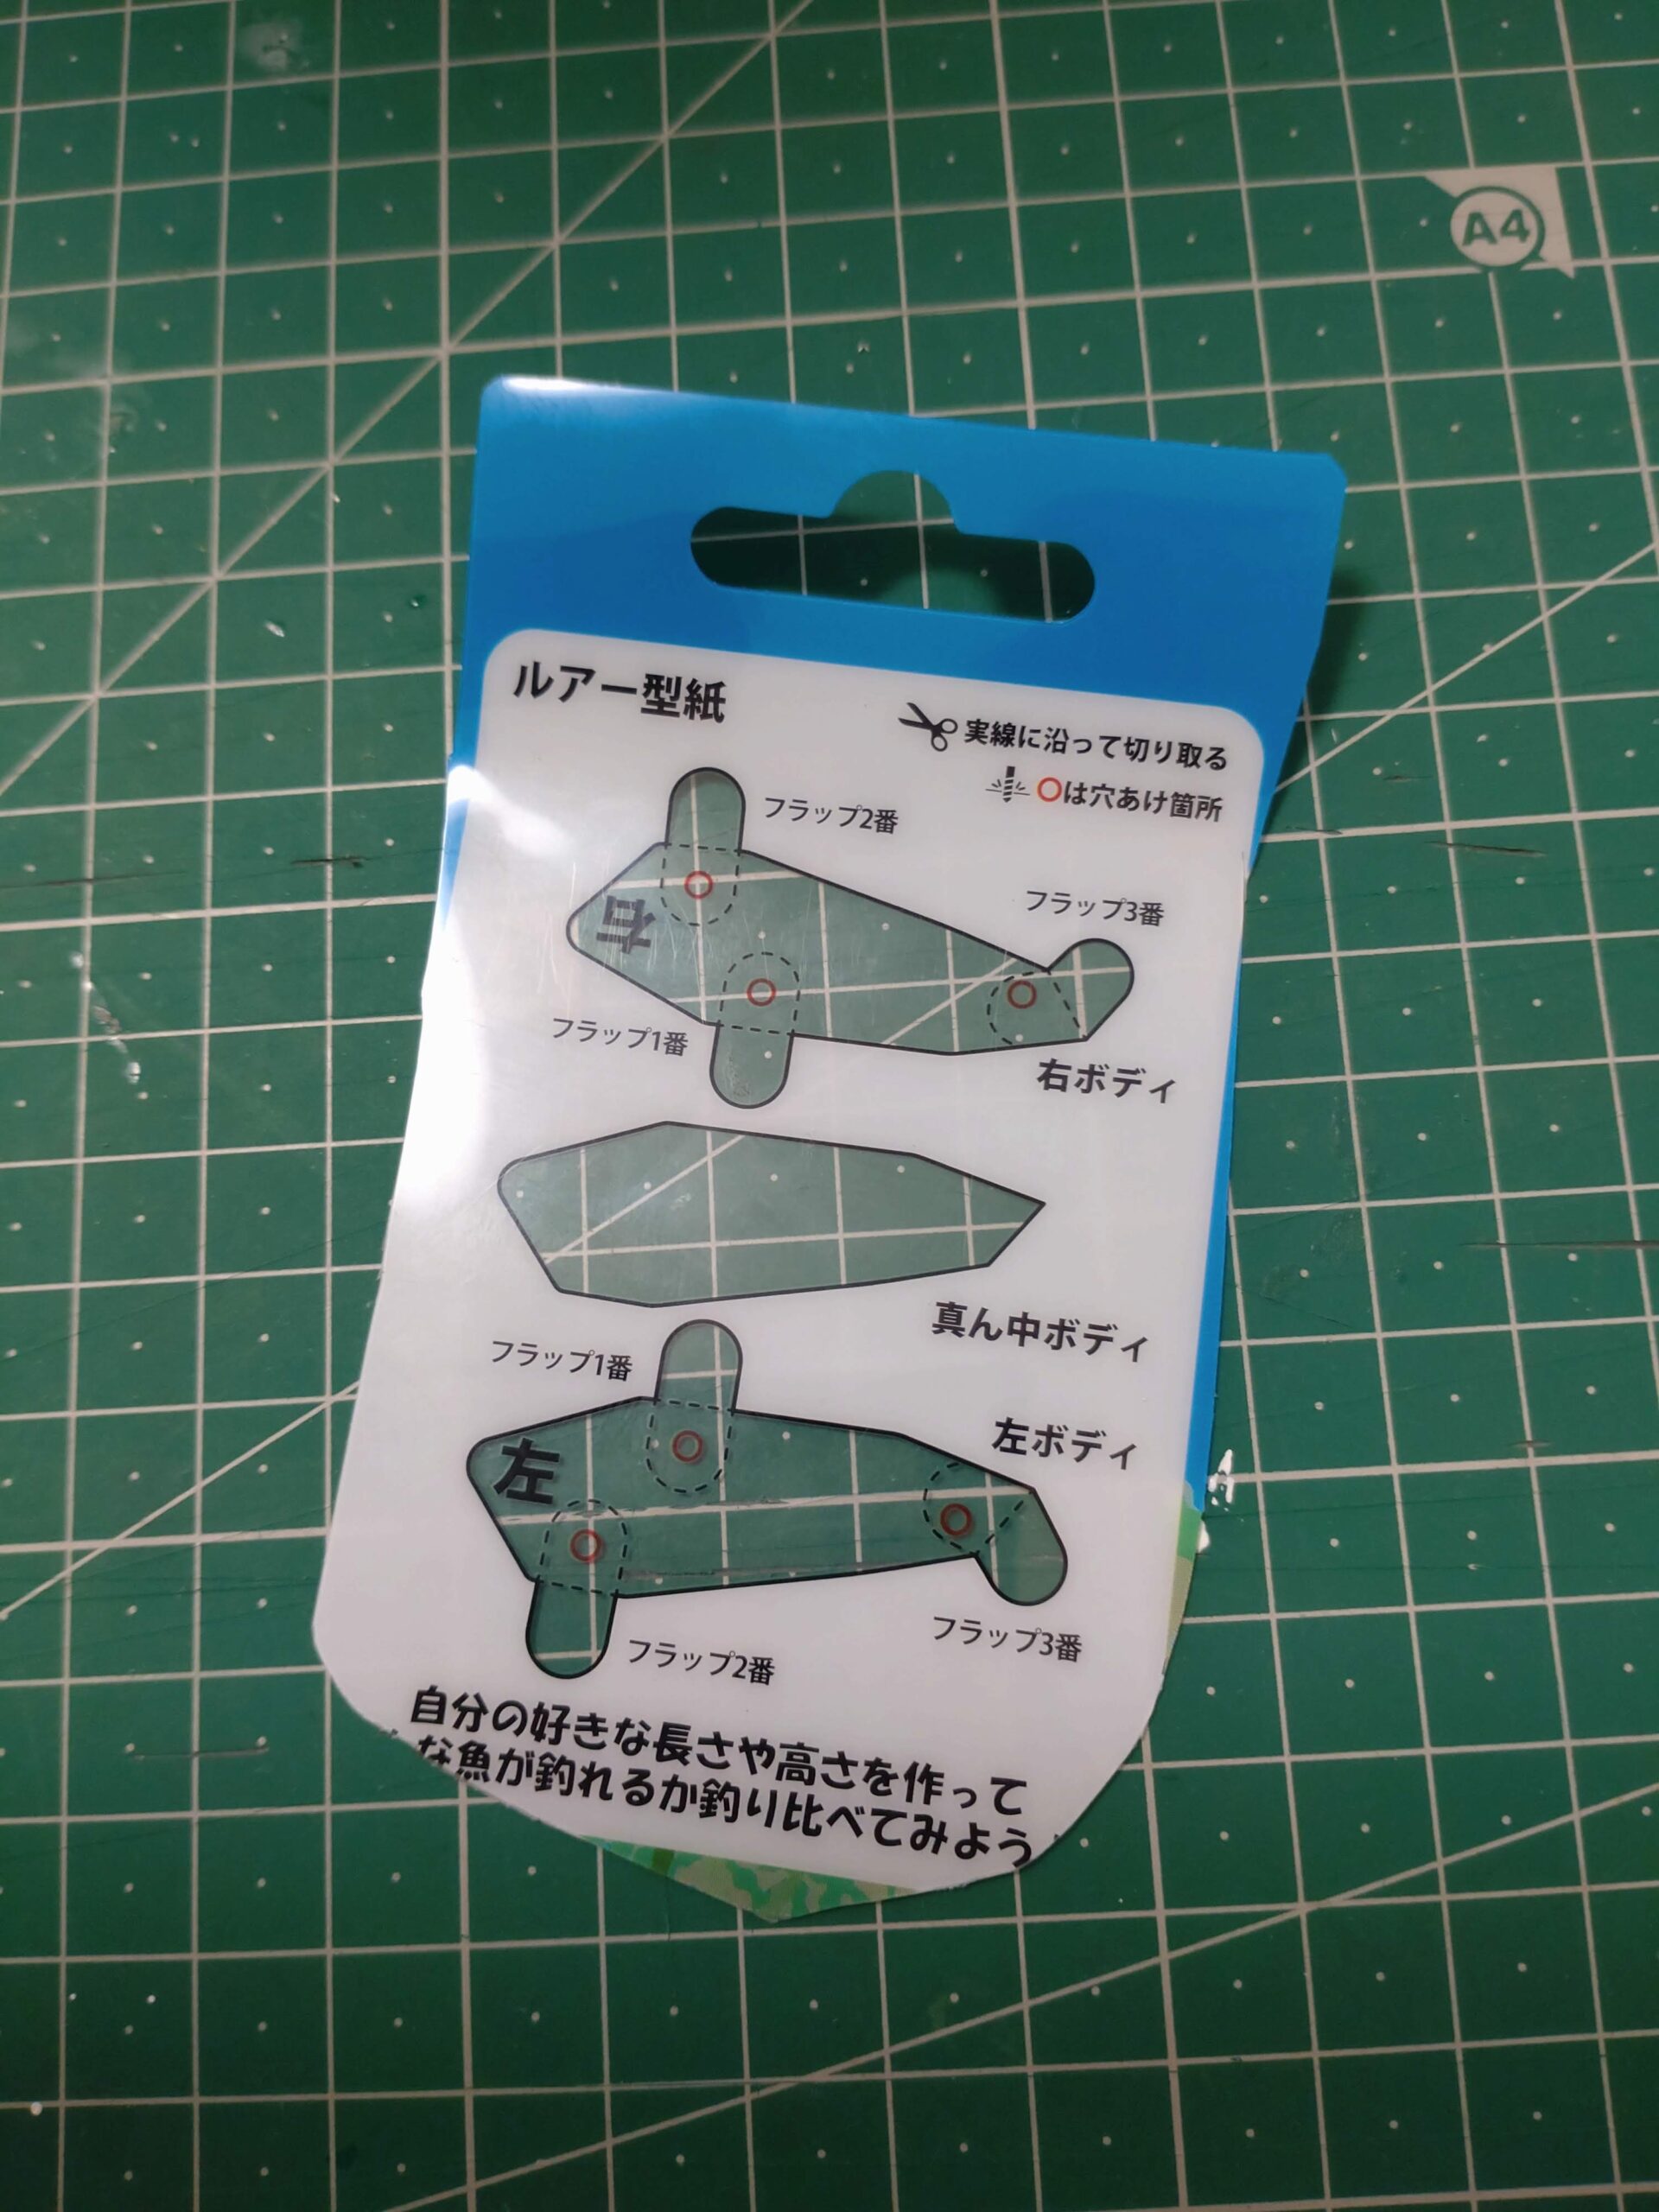 A4
ルアー型紙
実線に沿って切り取る
○は穴あけ箇所
フラップ2番
フラップ3番
右
フラップ1番
右ボディ
真ん中ボディ
フラップ1番
左ボディ
左
フラップ3番
フラップ2番
自分の好きな長さや高さを作って
な魚が釣れるか釣り比べてみよう